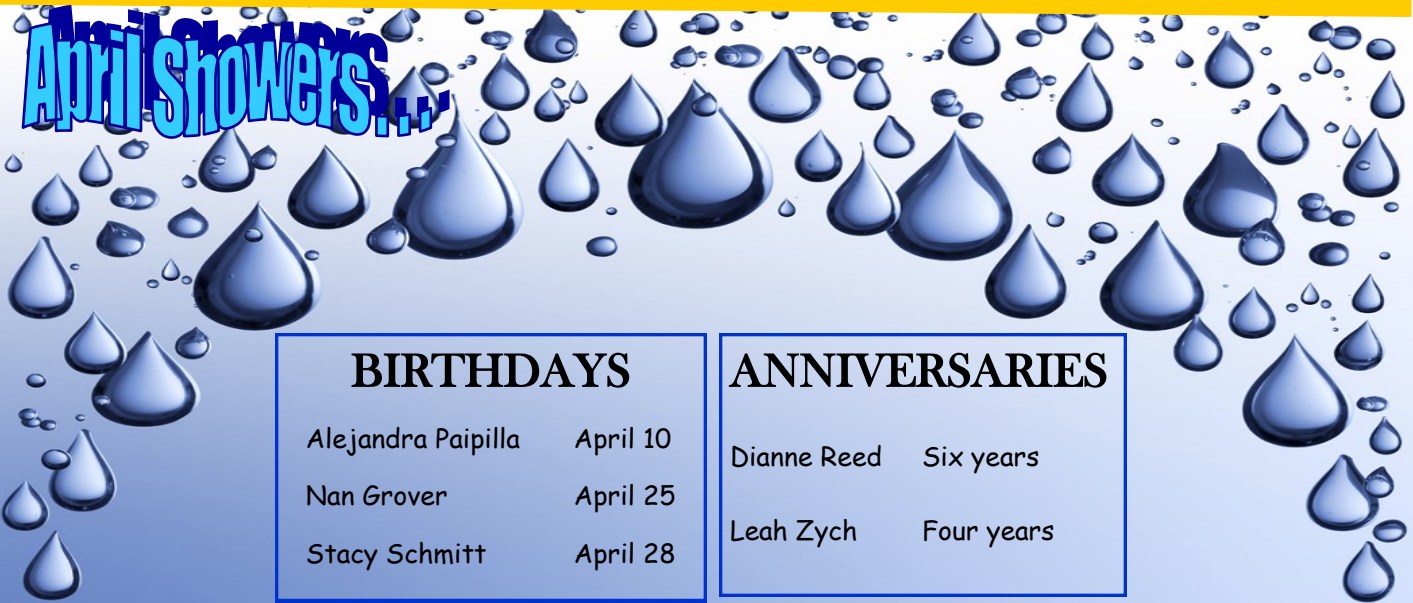 April Showers...
BIRTHDAYS
Alejandra Paipilla April 10
Nan Grover April 25
Stacy Schmitt April 28
ANNIVERSARIES
Dianne Reed Six years
Leah Zych Four years